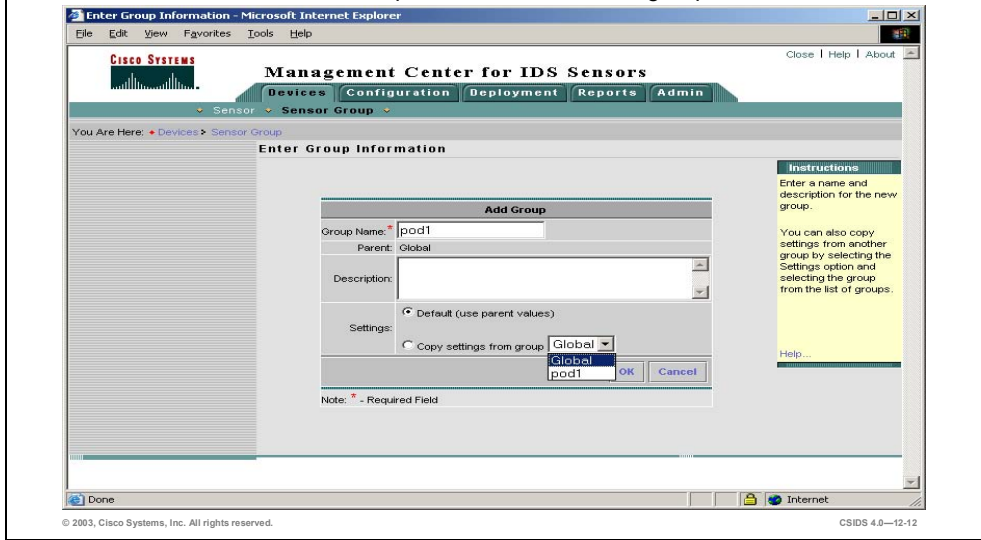 Enter Group Information - Microsoft Internet Explorer
File Edit View Favorites Tools Help
Close | Help | About
CISCO SYSTEMS
Management Center for IDS Sensors
Devices Configuration Deployment Reports Admin
Sensor Sensor Group
You Are Here: Devices > Sensor Group
Enter Group Information
Add Group
Group Name:* pod1
Parent: Global
Description:
Settings:
Default (use parent values)
Copy settings from group Global
Global
pod1
OK Cancel
Note: * - Required Field
Instructions
Enter a name and
description for the new
group.
You can also copy
settings from another
group by selecting the
Settings option and
selecting the group
from the list of groups.
Help...
Done
Internet
© 2003, Cisco Systems, Inc. All rights reserved.
CSIDS 4.0—12-12